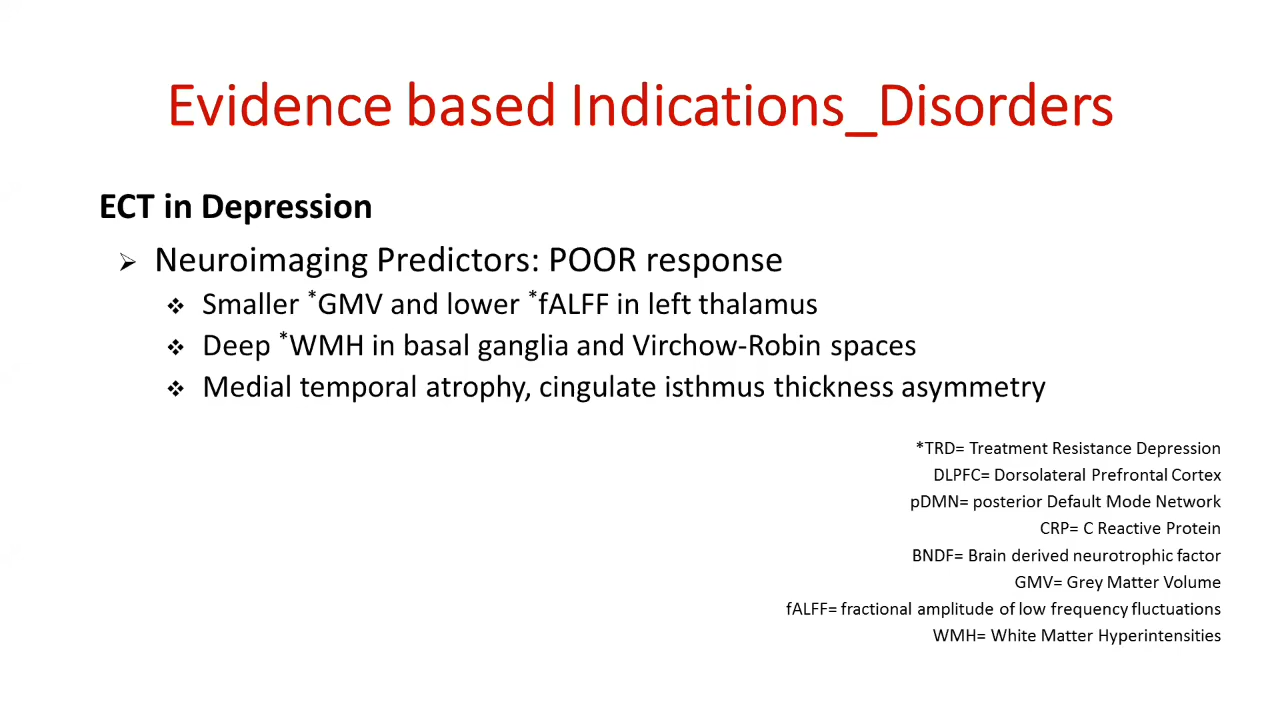 Evidence based Indications_Disorders
ECT in Depression
Neuroimaging Predictors: POOR response
Smaller *GMV and lower *fALFF in left thalamus
Deep *WMH in basal ganglia and Virchow-Robin spaces
Medial temporal atrophy, cingulate isthmus thickness asymmetry
*TRD= Treatment Resistance Depression
DLPFC= Dorsolateral Prefrontal Cortex
pDMN= posterior Default Mode Network
CRP= C Reactive Protein
BNDF= Brain derived neurotrophic factor
GMV= Grey Matter Volume
fALFF= fractional amplitude of low frequency fluctuations
WMH= White Matter Hyperintensities